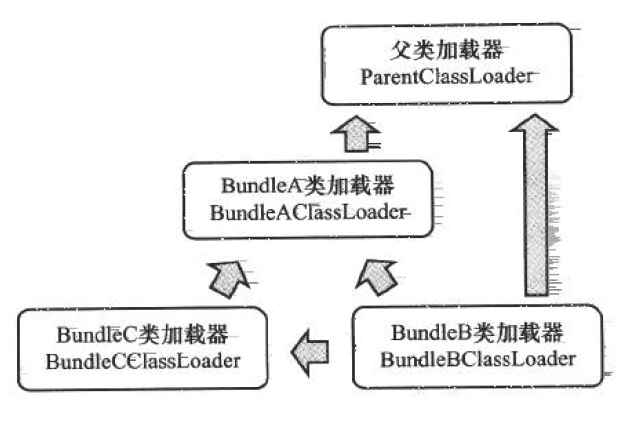 父类加载器
ParentClassLoader
BundleA类加载器
BundleAClassLoader
BundleC类加载器
BundleCClassLoader
BundleB类加载器
BundleBClassLoader